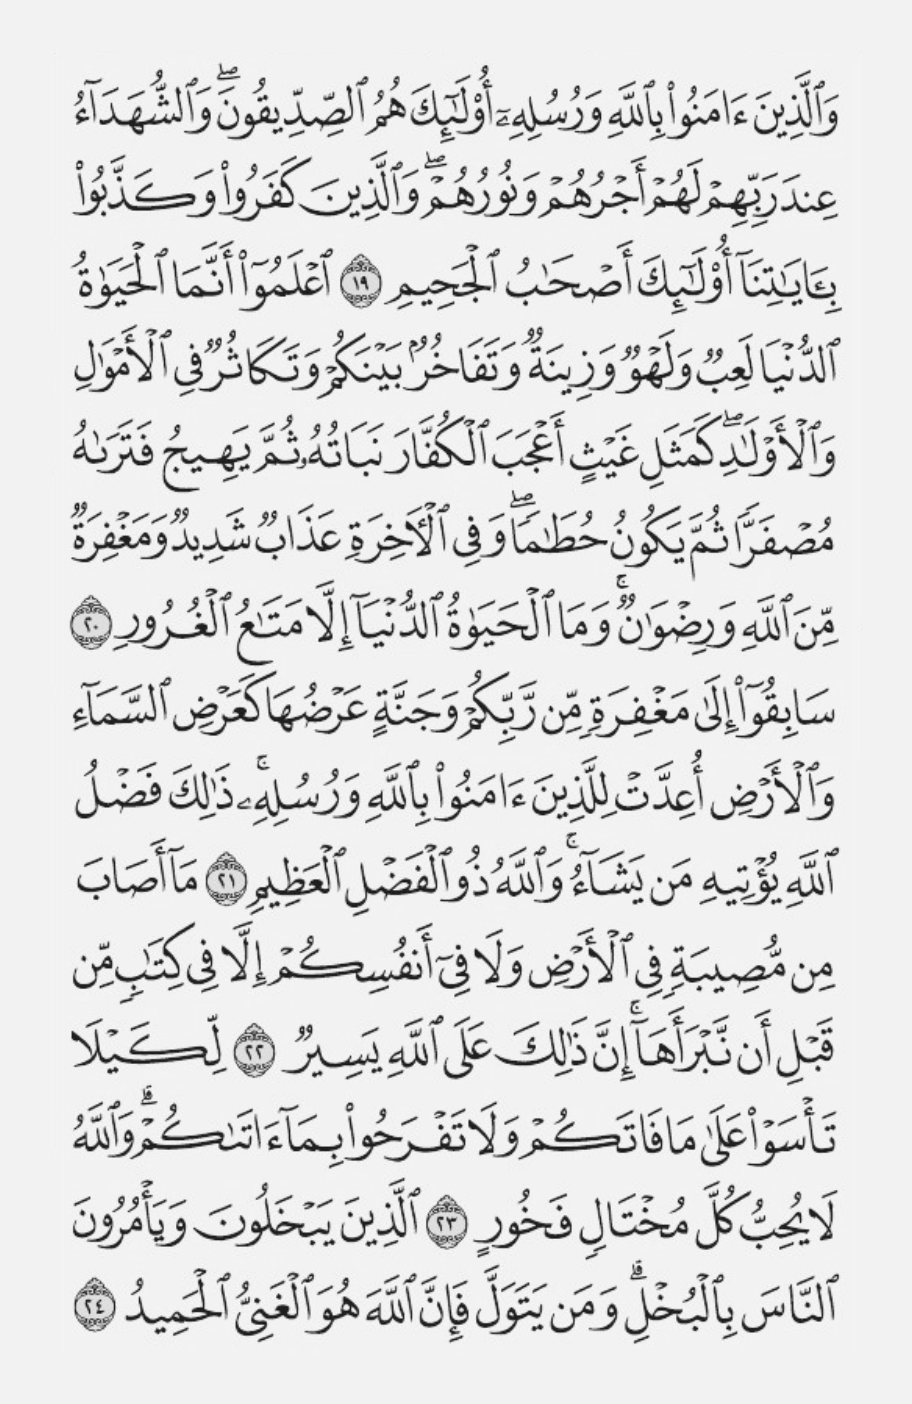 وَٱلَّذِينَ ءَامَنُوا۟ بِٱللَّهِ وَرُسُلِهِۦٓ أُو۟لَـٰٓئِكَ هُمُ ٱلصِّدِّيقُونَ ۖ وَٱلشُّهَدَآءُ
عِندَ رَبِّهِمْ لَهُمْ أَجْرُهُمْ وَنُورُهُمْ ۖ وَٱلَّذِينَ كَفَرُوا۟ وَكَذَّبُوا۟
بِـَٔايَـٰتِنَآ أُو۟لَـٰٓئِكَ أَصْحَـٰبُ ٱلْجَحِيمِ ١٩ ٱعْلَمُوٓا۟ أَنَّمَا ٱلْحَيَوٰةُ
ٱلدُّنْيَا لَعِبٌ وَلَهْوٌ وَزِينَةٌ وَتَفَاخُرٌۢ بَيْنَكُمْ وَتَكَاثُرٌ فِى ٱلْأَمْوَٰلِ
وَٱلْأَوْلَـٰدِ ۖ كَمَثَلِ غَيْثٍ أَعْجَبَ ٱلْكُفَّارَ نَبَاتُهُۥ ثُمَّ يَهِيجُ فَتَرَىٰهُ
مُصْفَرًّا ثُمَّ يَكُونُ حُطَـٰمًا ۖ وَفِى ٱلْـَٔاخِرَةِ عَذَابٌ شَدِيدٌ وَمَغْفِرَةٌ
مِّنَ ٱللَّهِ وَرِضْوَٰنٌ ۚ وَمَا ٱلْحَيَوٰةُ ٱلدُّنْيَآ إِلَّا مَتَـٰعُ ٱلْغُرُورِ ٢٠
سَابِقُوٓا۟ إِلَىٰ مَغْفِرَةٍ مِّن رَّبِّكُمْ وَجَنَّةٍ عَرْضُهَا كَعَرْضِ ٱلسَّمَآءِ
وَٱلْأَرْضِ أُعِدَّتْ لِلَّذِينَ ءَامَنُوا۟ بِٱللَّهِ وَرُسُلِهِۦ ۚ ذَٰلِكَ فَضْلُ
ٱللَّهِ يُؤْتِيهِ مَن يَشَآءُ ۚ وَٱللَّهُ ذُو ٱلْفَضْلِ ٱلْعَظِيمِ ٢١ مَآ أَصَابَ
مِن مُّصِيبَةٍ فِى ٱلْأَرْضِ وَلَا فِىٓ أَنفُسِكُمْ إِلَّا فِى كِتَـٰبٍ مِّن
قَبْلِ أَن نَّبْرَأَهَآ ۚ إِنَّ ذَٰلِكَ عَلَى ٱللَّهِ يَسِيرٌ ٢٢ لِّكَيْلَا
تَأْسَوْا۟ عَلَىٰ مَا فَاتَكُمْ وَلَا تَفْرَحُوا۟ بِمَآ ءَاتَىٰكُمْ ۗ وَٱللَّهُ
لَا يُحِبُّ كُلَّ مُخْتَالٍ فَخُورٍ ٢٣ ٱلَّذِينَ يَبْخَلُونَ وَيَأْمُرُونَ
ٱلنَّاسَ بِٱلْبُخْلِ ۗ وَمَن يَتَوَلَّ فَإِنَّ ٱللَّهَ هُوَ ٱلْغَنِىُّ ٱلْحَمِيدُ ٢٤